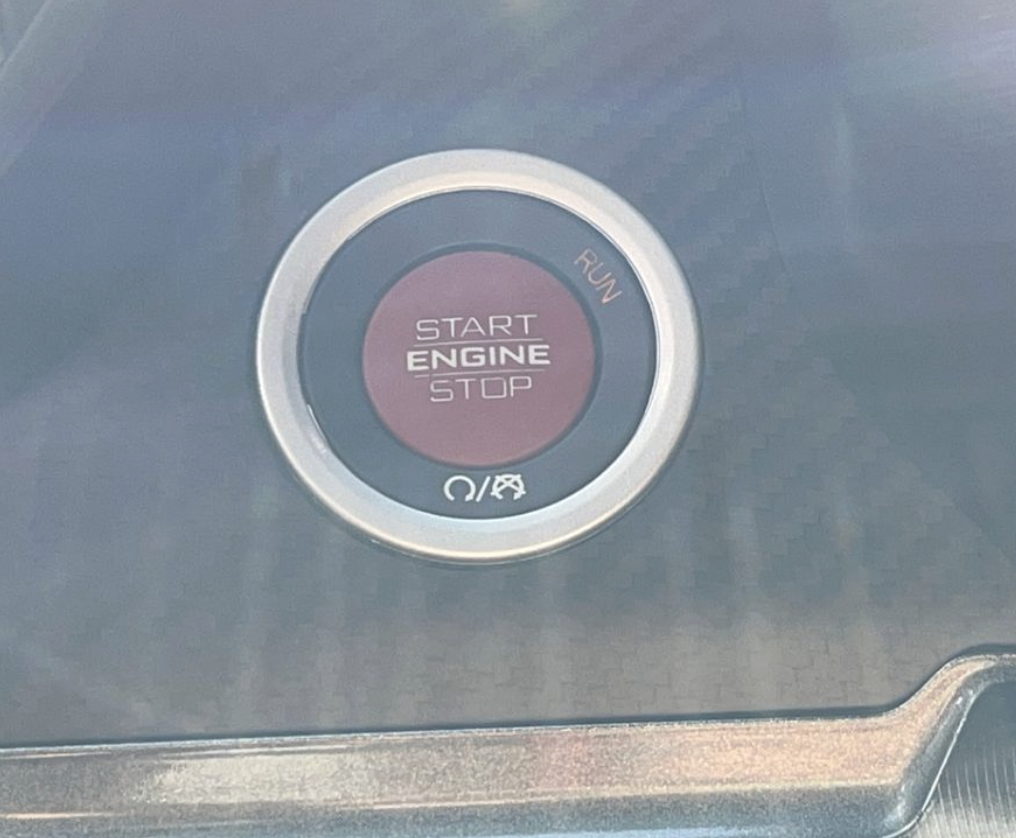 RUN
START
ENGINE
STOP
/